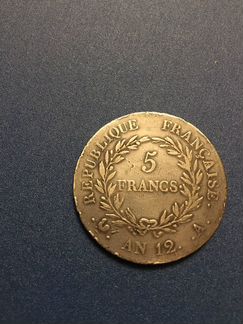 REPUBLIQUE FRANÇAISE.
5
FRANCS.
AN 12.
A